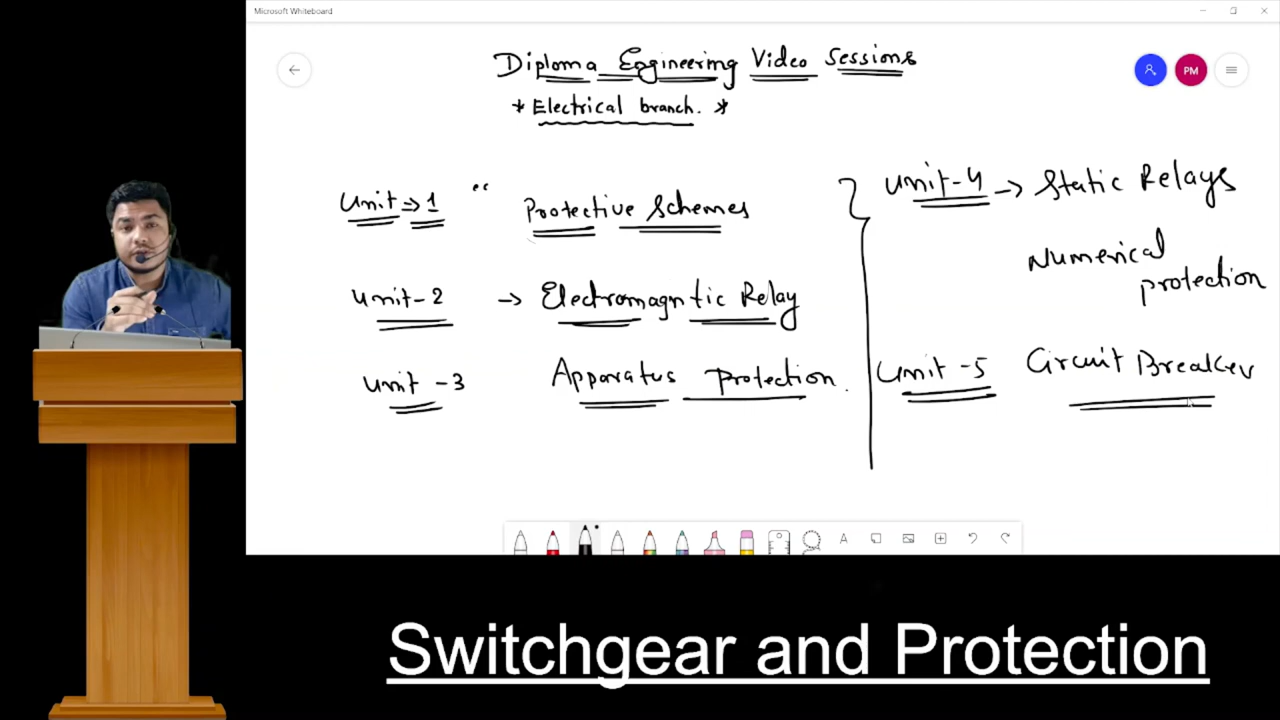 Microsoft Whiteboard
Diploma Engineering Video Sessions
* Electrical branch. *
PM
Unit ⇒ 1 “ Protective Schemes
Unit-2 → Electromagntic Relay
Unit -3 Apparatus protection.
Unit-4 → Static Relays
Numerical
protection
Unit -5 Circuit Breaker
A
Switchgear and Protection